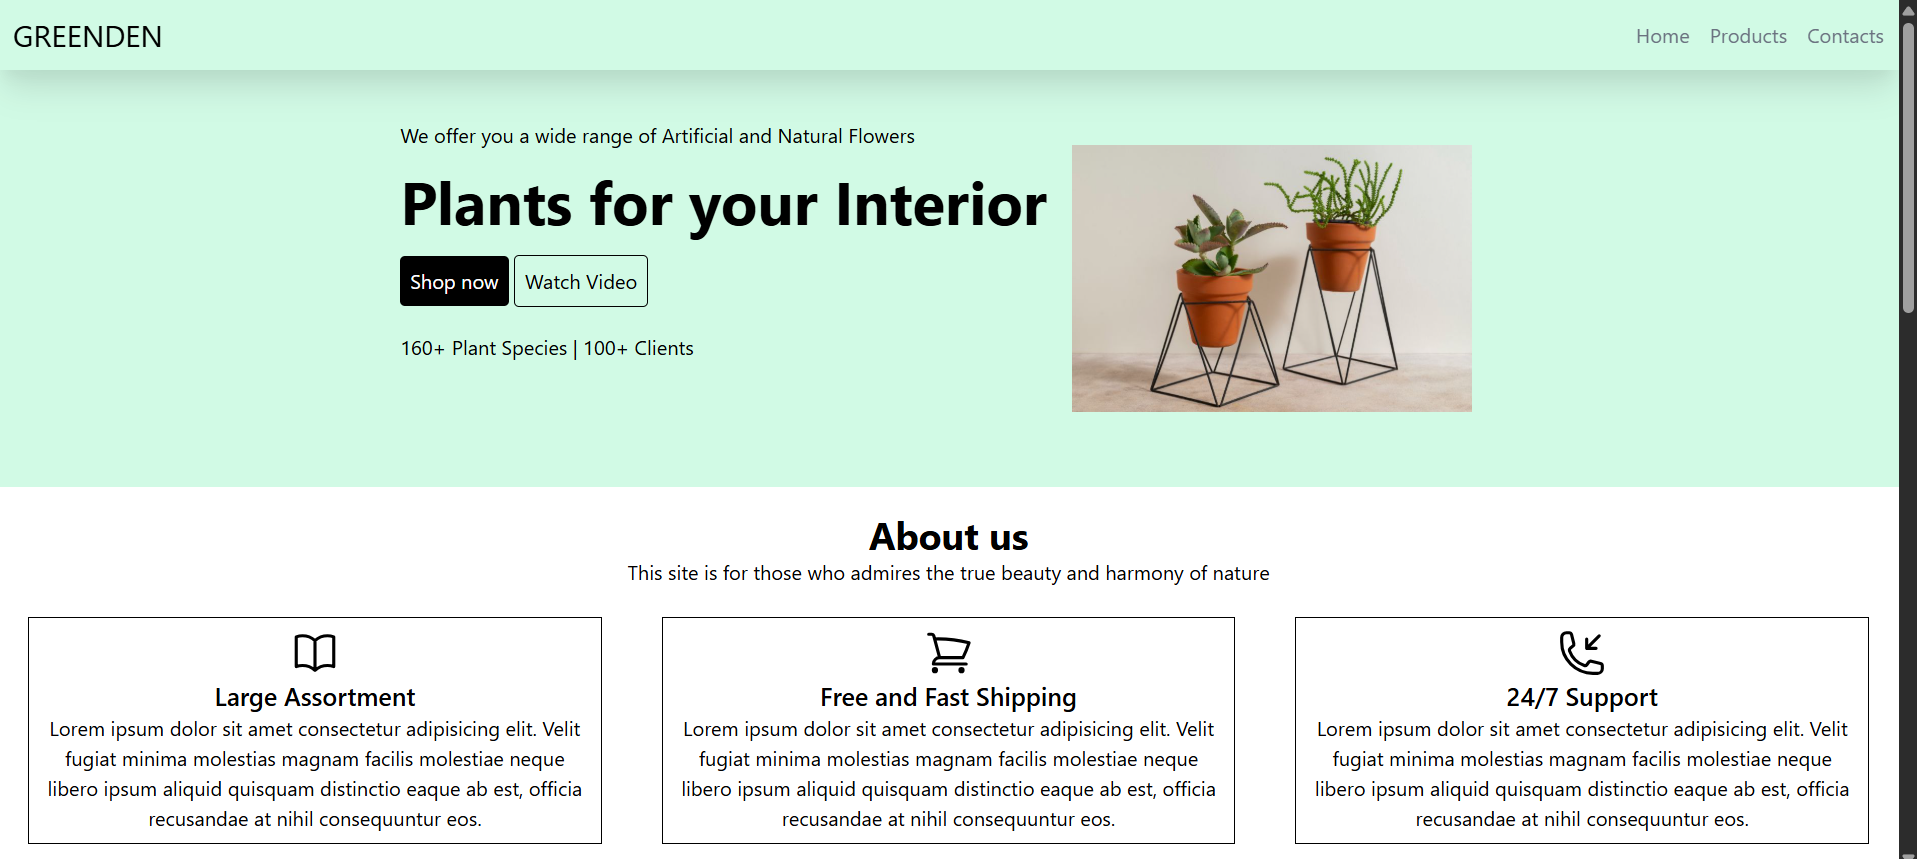 GREENDEN
Home Products Contacts
We offer you a wide range of Artificial and Natural Flowers
Plants for your Interior
Shop now Watch Video
160+ Plant Species | 100+ Clients
About us
This site is for those who admires the true beauty and harmony of nature
Large Assortment
Lorem ipsum dolor sit amet consectetur adipisicing elit. Velit
fugiat minima molestias magnam facilis molestiae neque
libero ipsum aliquid quisquam distinctio eaque ab est, officia
recusandae at nihil consequuntur eos.
Free and Fast Shipping
Lorem ipsum dolor sit amet consectetur adipisicing elit. Velit
fugiat minima molestias magnam facilis molestiae neque
libero ipsum aliquid quisquam distinctio eaque ab est, officia
recusandae at nihil consequuntur eos.
24/7 Support
Lorem ipsum dolor sit amet consectetur adipisicing elit. Velit
fugiat minima molestias magnam facilis molestiae neque
libero ipsum aliquid quisquam distinctio eaque ab est, officia
recusandae at nihil consequuntur eos.